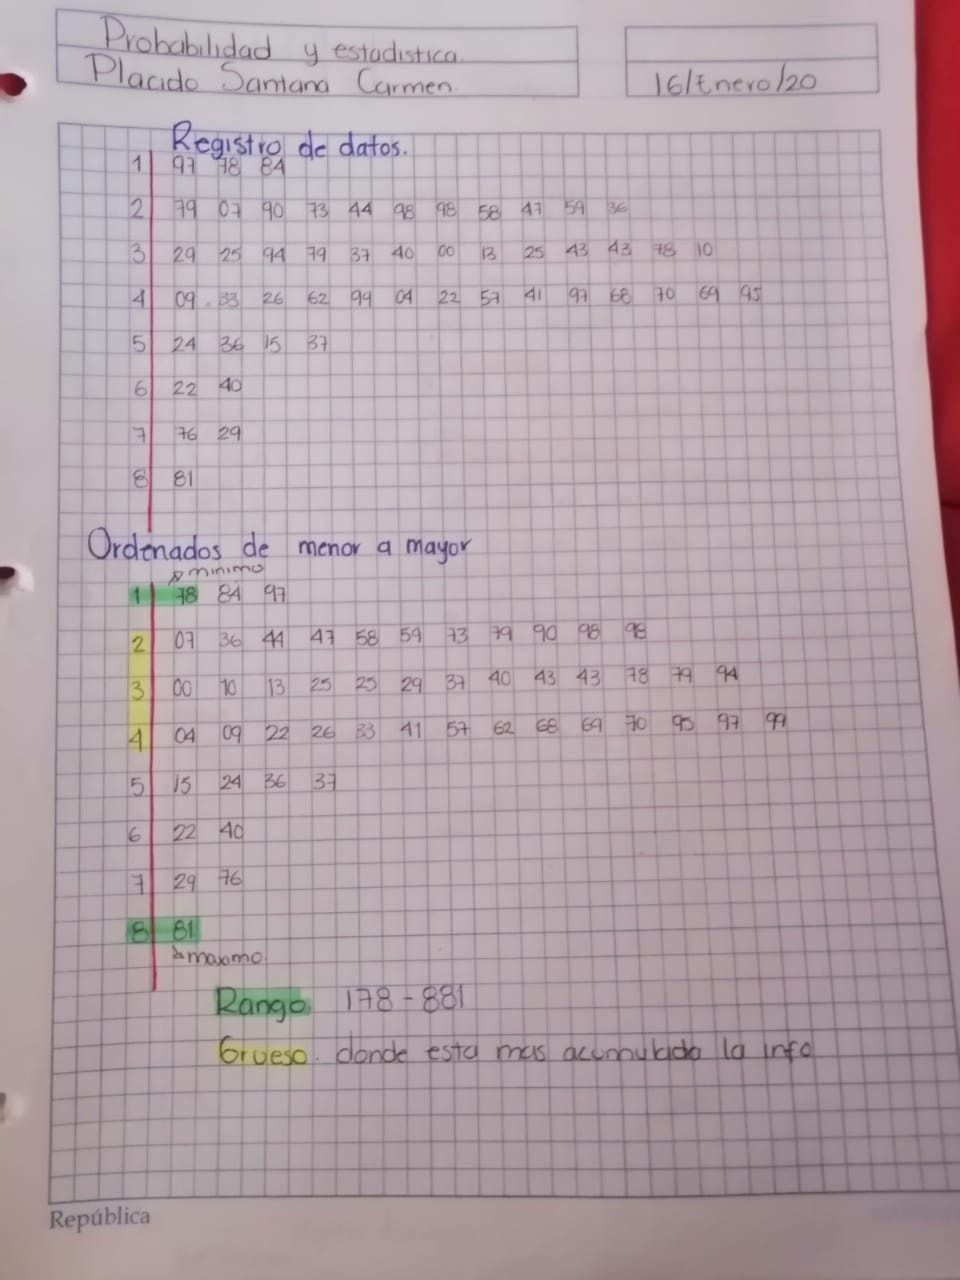 Probabilidad y estadistica.
Placido Santana Carmen.
16/Enero/20
Registro de datos.
1 97 78 84
2 79 07 90 73 44 98 98 58 47 59 36
3 29 25 94 79 37 40 00 13 25 43 43 78 10
4 09 33 26 62 99 04 22 57 41 97 68 70 69 95
5 24 36 15 37
6 22 40
7 76 29
8 81
Ordenados de menor a mayor
minimo
1 78 84 97
2 07 36 44 47 58 59 73 79 90 98 98
3 00 10 13 25 25 29 37 40 43 43 78 79 94
4 04 09 22 26 33 41 57 62 68 69 70 95 97 99
5 15 24 36 37
6 22 40
7 29 76
8 81
maximo.
Rango. 178 - 881
Grueso. donde esta mas acumulada la info
República